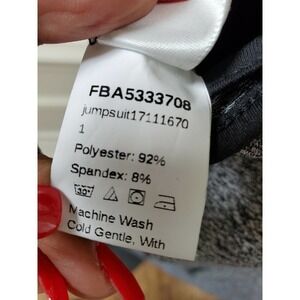 FBA5333708
jumpsuit17111670
1
Polyester: 92%
Spandex: 8%
Machine Wash
Cold Gentle, With